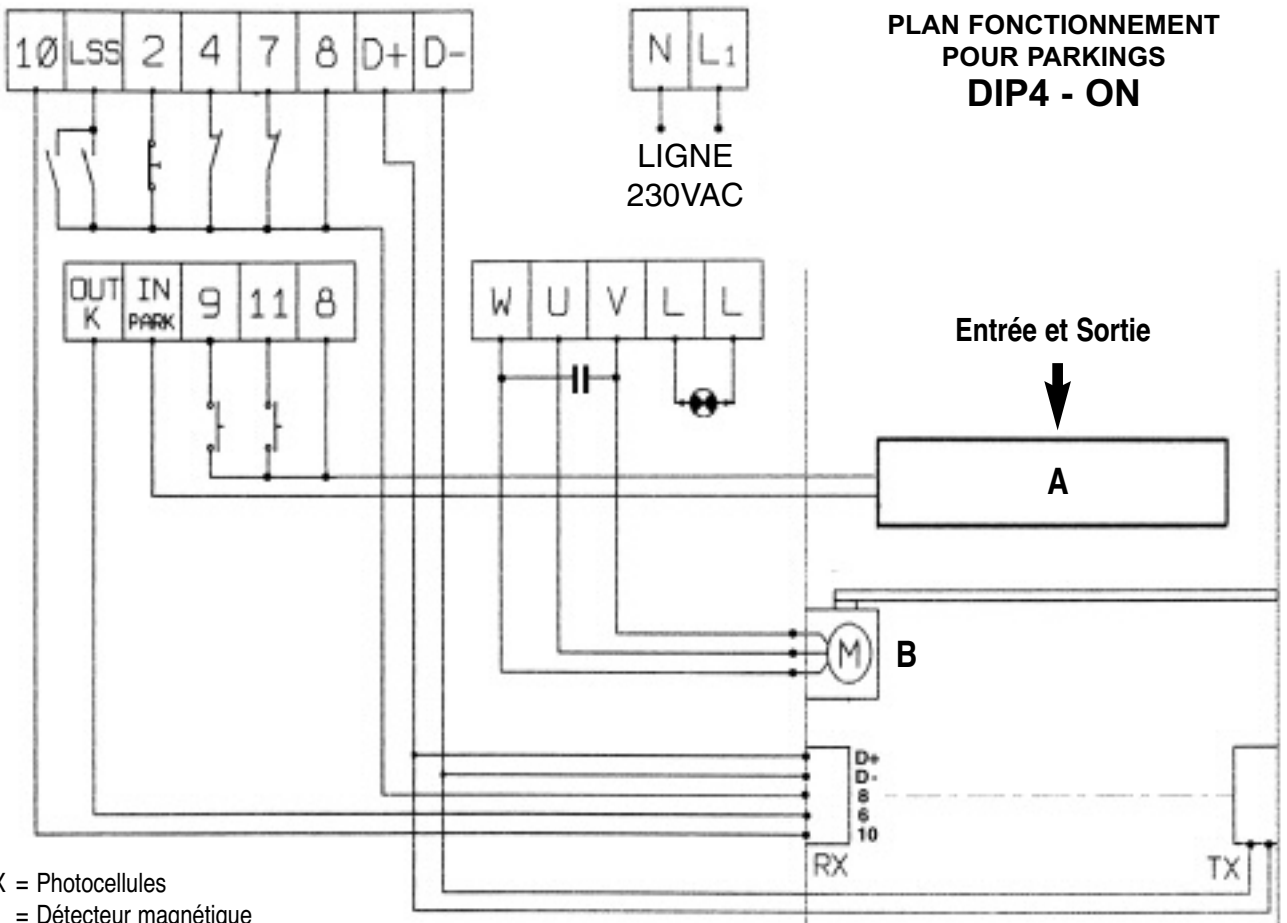 PLAN FONCTIONNEMENT
POUR PARKINGS
DIP4 - ON
10 LSS 2 4 7 8 D+ D-
N L1
LIGNE
230VAC
OUT K IN PARK 9 11 8
W U V L L
Entrée et Sortie
A
M
B
D+
D-
8
6
10
RX
TX
X = Photocellules
= Détecteur magnétique